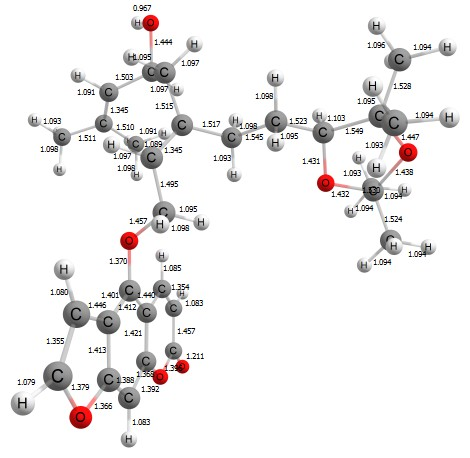 0.967
H O
1.444 H
H 1.095 1.097
C C
H 1.503
1.091 C 1.097
1.345 1.515
H 1.093 C 1.510 C 1.517
C 1.511 1.091 H
1.098 H 1.089 C 1.545
H 1.097 C 1.345 1.093
1.098 H
H 1.495
H
1.098
H 1.098 C 1.523 H 1.103
1.095 C 1.549
H
1.431
O 1.432
H
1.096 1.094 H
C
1.528
H
1.095 C
C 1.094 H
1.093 1.447
H O
1.093 1.438
H C
H 1.094 1.094 H
1.524
C
H H
1.094 1.094
H
C 1.095
1.457 H H
O 1.098
1.370 H
H 1.085
1.080 1.401 C 1.440 C 1.354 H
C 1.446 1.412 C C 1.083
C
1.355 1.421 1.457
1.413
1.079 C C C 1.211
1.379 1.388 O O
H 1.366 C 1.392
O
1.083
H